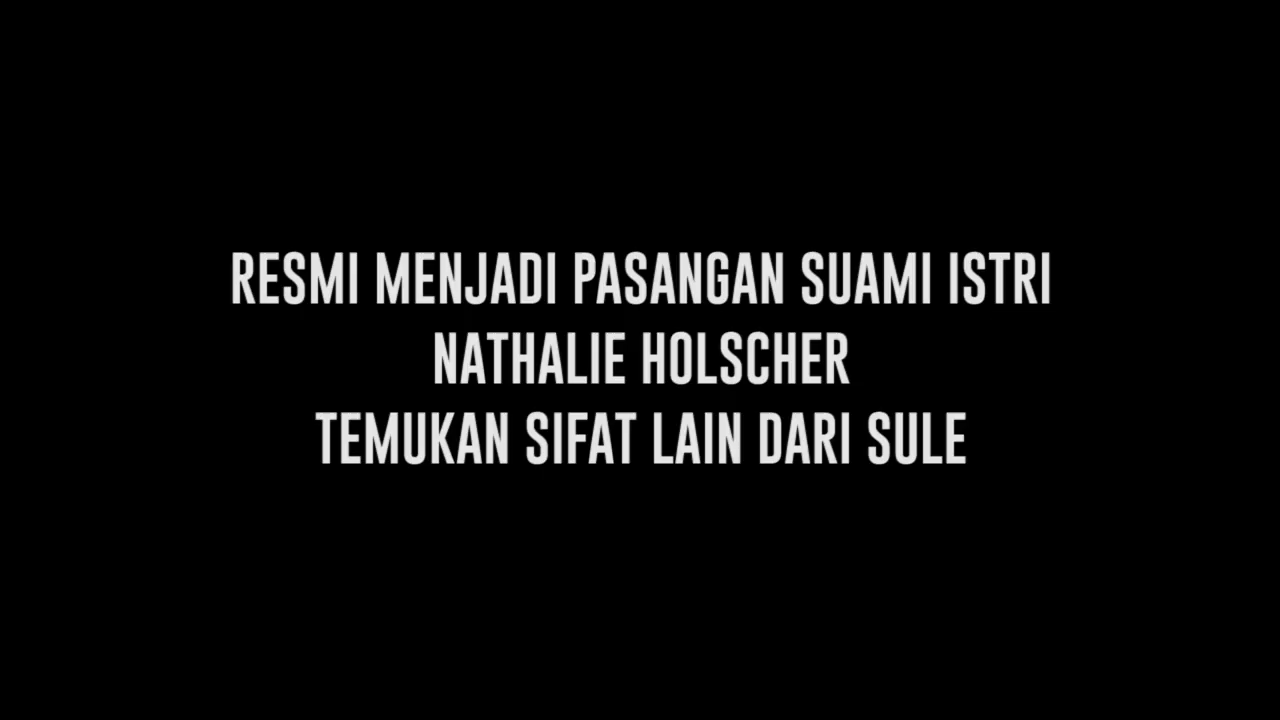 RESMI MENJADI PASANGAN SUAMI ISTRI
NATHALIE HOLSCHER
TEMUKAN SIFAT LAIN DARI SULE